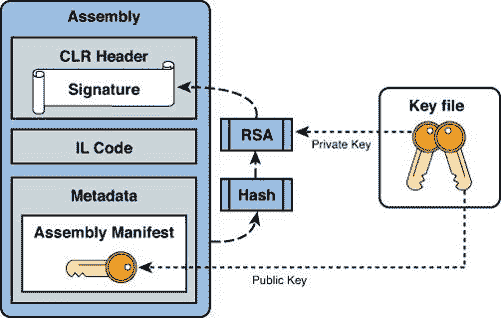 Assembly
CLR Header
Signature
IL Code
Metadata
Assembly Manifest
RSA
Hash
Key file
Private Key
Public Key